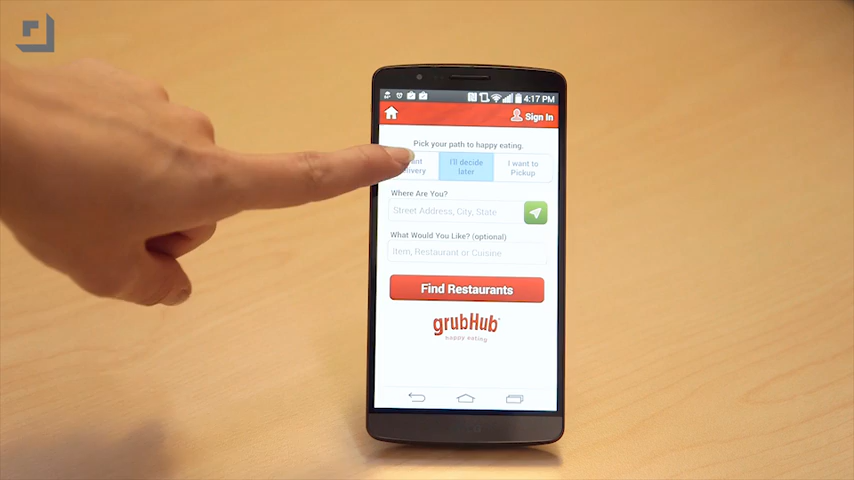 4:17 PM
Sign In
Pick your path to happy eating.
I'll decide
later
I want to
Pickup
Where Are You?
Street Address, City, State
What Would You Like? (optional)
Item, Restaurant or Cuisine
Find Restaurants
grubHub
happy eating